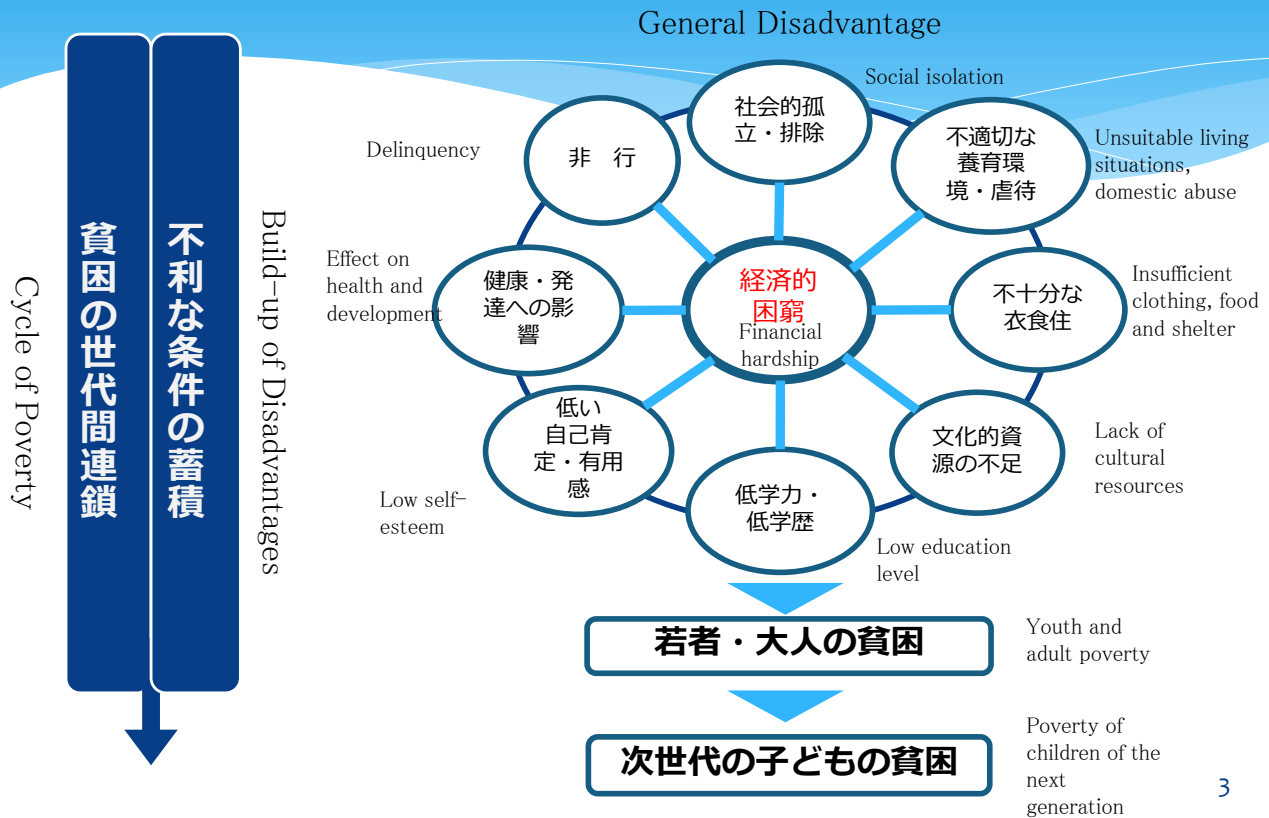 General Disadvantage
Social isolation
社会的孤
立・排除
Delinquency
非　行
不適切な
養育環
境・虐待
Unsuitable living
situations,
domestic abuse
Effect on
health and
development
健康・発
達への影
響
経済的
困窮
Financial
hardship
不十分な
衣食住
Insufficient
clothing, food
and shelter
Low self-
esteem
低い
自己肯
定・有用
感
低学力・
低学歴
Low education
level
文化的資
源の不足
Lack of
cultural
resources
Cycle of Poverty
貧困の世代間連鎖
不利な条件の蓄積
Build-up of Disadvantages
若者・大人の貧困
Youth and
adult poverty
次世代の子どもの貧困
Poverty of
children of the
next
generation
3